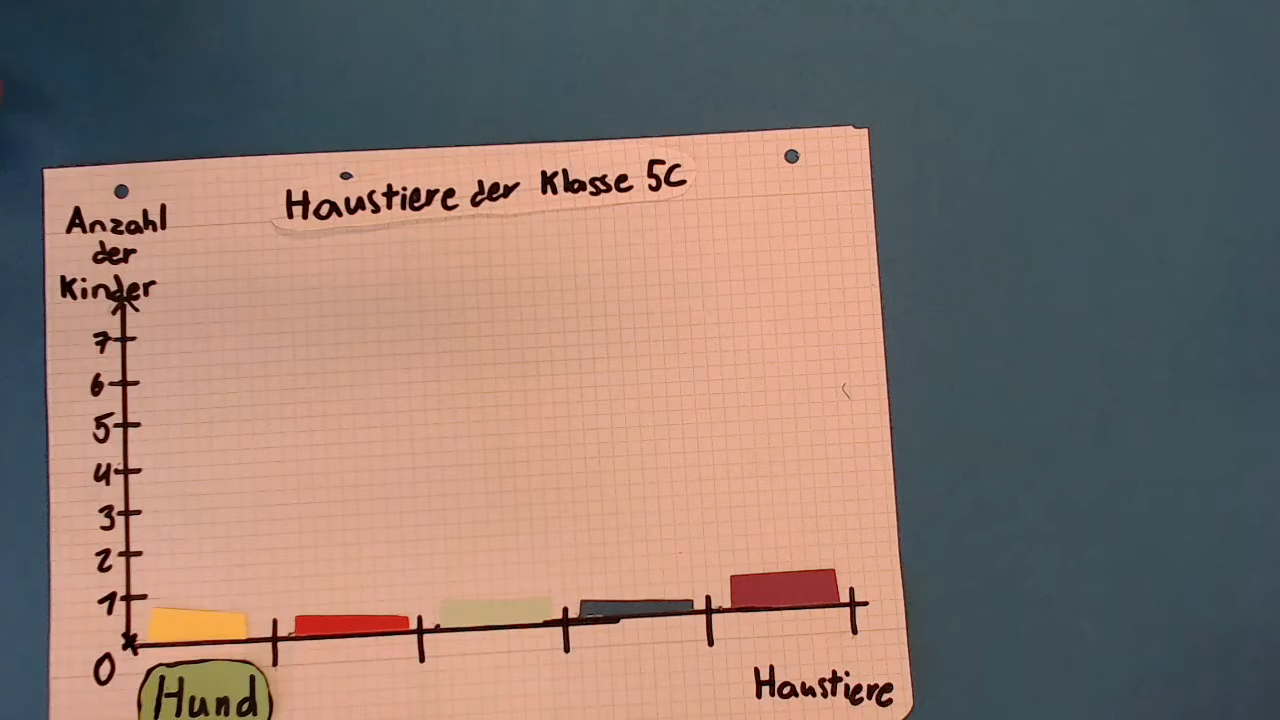 Haustiere der Klasse 5C
Anzahl
der
Kinder
7
6
5
4
3
2
1
0
Hund
Haustiere